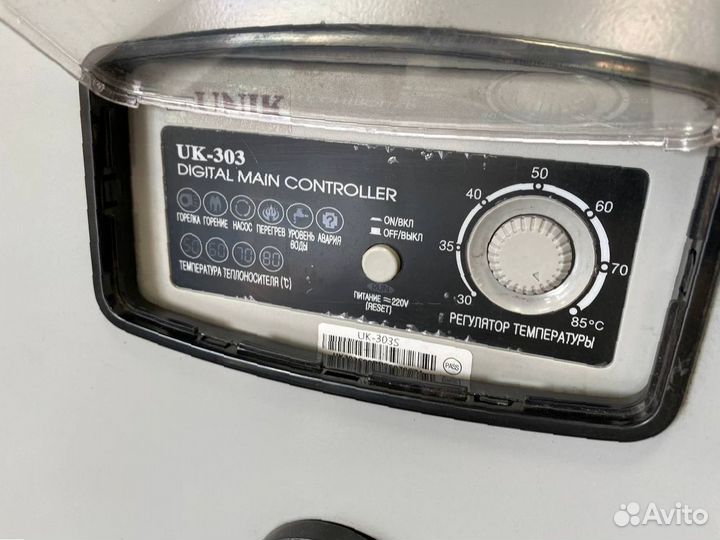 UNIK
UK-303
DIGITAL MAIN CONTROLLER
ГОРЕЛКА ГОРЕНИЕ НАСОС ПЕРЕГРЕВ УРОВЕНЬ ВОДЫ АВАРИЯ
50 60 70 80
ТЕМПЕРАТУРА ТЕПЛОНОСИТЕЛЯ (°C)
ON/ВКЛ
OFF/ВЫКЛ
RUN
ПИТАНИЕ 220V
(RESET)
30 35 40 50 60 70 85°C
РЕГУЛЯТОР ТЕМПЕРАТУРЫ
UK-303S
PASS
Avito